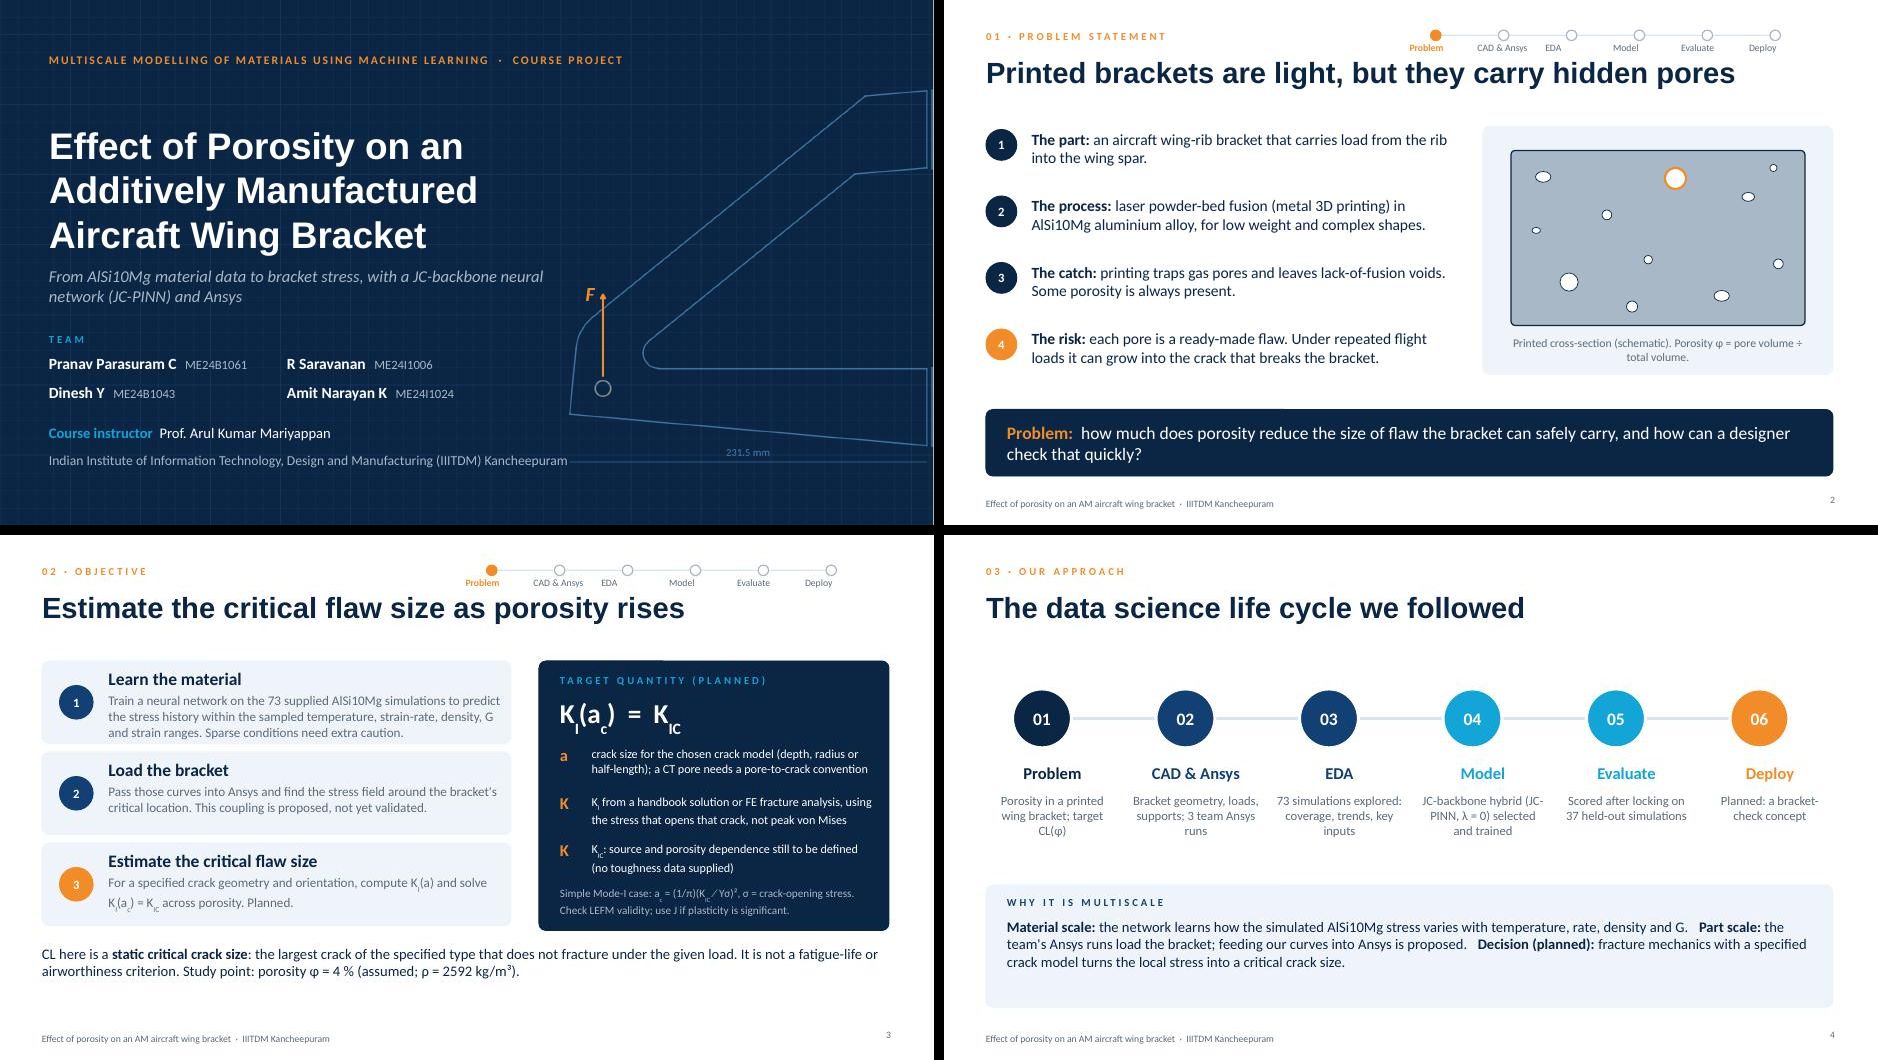 MULTISCALE MODELLING OF MATERIALS USING MACHINE LEARNING · COURSE PROJECT
Effect of Porosity on an
Additively Manufactured
Aircraft Wing Bracket
From AlSi10Mg material data to bracket stress, with a JC-backbone neural
network (JC-PINN) and Ansys
F
TEAM
Pranav Parasuram C ME24B1061 R Saravanan ME24I1006
Dinesh Y ME24B1043 Amit Narayan K ME24I1024
Course instructor Prof. Arul Kumar Mariyappan
Indian Institute of Information Technology, Design and Manufacturing (IIITDM) Kancheepuram
231.5 mm
01 · PROBLEM STATEMENT
Problem CAD & Ansys EDA Model Evaluate Deploy
Printed brackets are light, but they carry hidden pores
1 The part: an aircraft wing-rib bracket that carries load from the rib
into the wing spar.
2 The process: laser powder-bed fusion (metal 3D printing) in
AlSi10Mg aluminium alloy, for low weight and complex shapes.
3 The catch: printing traps gas pores and leaves lack-of-fusion voids.
Some porosity is always present.
4 The risk: each pore is a ready-made flaw. Under repeated flight
loads it can grow into the crack that breaks the bracket.
Printed cross-section (schematic). Porosity φ = pore volume ÷
total volume.
Problem: how much does porosity reduce the size of flaw the bracket can safely carry, and how can a designer
check that quickly?
Effect of porosity on an AM aircraft wing bracket · IIITDM Kancheepuram
2
02 · OBJECTIVE
Problem CAD & Ansys EDA Model Evaluate Deploy
Estimate the critical flaw size as porosity rises
1
Learn the material
Train a neural network on the 73 supplied AlSi10Mg simulations to predict
the stress history within the sampled temperature, strain-rate, density, G
and strain ranges. Sparse conditions need extra caution.
2
Load the bracket
Pass those curves into Ansys and find the stress field around the bracket's
critical location. This coupling is proposed, not yet validated.
3
Estimate the critical flaw size
For a specified crack geometry and orientation, compute KI(a) and solve
KI(ac) = KIC across porosity. Planned.
TARGET QUANTITY (PLANNED)
KI(ac) = KIC
a crack size for the chosen crack model (depth, radius or
half-length); a CT pore needs a pore-to-crack convention
K KI from a handbook solution or FE fracture analysis, using
the stress that opens that crack, not peak von Mises
K KIC: source and porosity dependence still to be defined
(no toughness data supplied)
Simple Mode-I case: ac = (1/π)(KIC ⁄ Yσ)², σ = crack-opening stress.
Check LEFM validity; use J if plasticity is significant.
CL here is a static critical crack size: the largest crack of the specified type that does not fracture under the given load. It is not a fatigue-life or
airworthiness criterion. Study point: porosity φ = 4 % (assumed; ρ = 2592 kg/m³).
Effect of porosity on an AM aircraft wing bracket · IIITDM Kancheepuram
3
03 · OUR APPROACH
The data science life cycle we followed
01 02 03 04 05 06
Problem CAD & Ansys EDA Model Evaluate Deploy
Porosity in a printed Bracket geometry, loads, 73 simulations explored: JC-backbone hybrid (JC- Scored after locking on Planned: a bracket-
wing bracket; target supports; 3 team Ansys coverage, trends, key PINN, λ = 0) selected 37 held-out simulations check concept
CL(φ) runs inputs and trained
WHY IT IS MULTISCALE
Material scale: the network learns how the simulated AlSi10Mg stress varies with temperature, rate, density and G. Part scale: the
team's Ansys runs load the bracket; feeding our curves into Ansys is proposed. Decision (planned): fracture mechanics with a specified
crack model turns the local stress into a critical crack size.
Effect of porosity on an AM aircraft wing bracket · IIITDM Kancheepuram
4